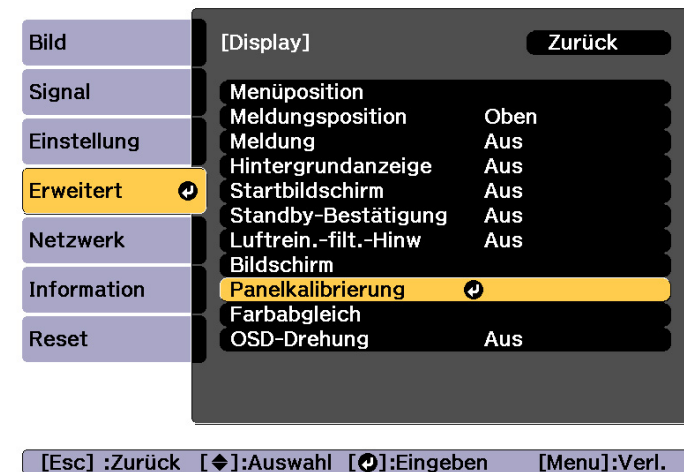 Bild
Signal
Einstellung
Erweitert
Netzwerk
Information
Reset
[Display] Zurück
Menüposition
Meldungsposition Oben
Meldung Aus
Hintergrundanzeige Aus
Startbildschirm Aus
Standby-Bestätigung Aus
Luftrein.-filt.-Hinw Aus
Bildschirm
Panelkalibrierung
Farbabgleich
OSD-Drehung Aus
[Esc] :Zurück [◆]:Auswahl [↵]:Eingeben [Menu]:Verl.